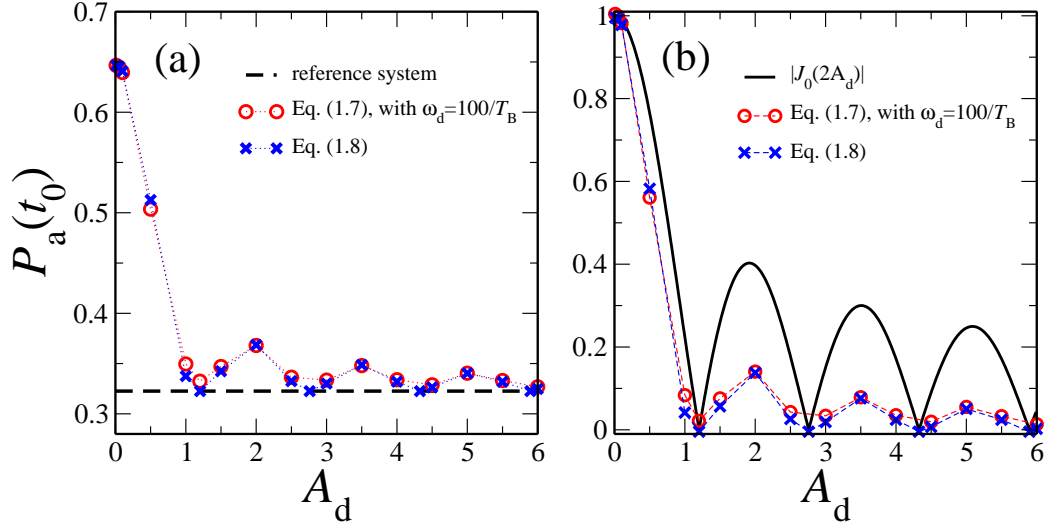 (a)
reference system
Eq. (1.7), with ω_d=100/T_B
Eq. (1.8)
P_a(t_0)
0.7
0.6
0.5
0.4
0.3
0 1 2 3 4 5 6
A_d
(b)
|J_0(2A_d)|
Eq. (1.7), with ω_d=100/T_B
Eq. (1.8)
1
0.8
0.6
0.4
0.2
0
0 1 2 3 4 5 6
A_d